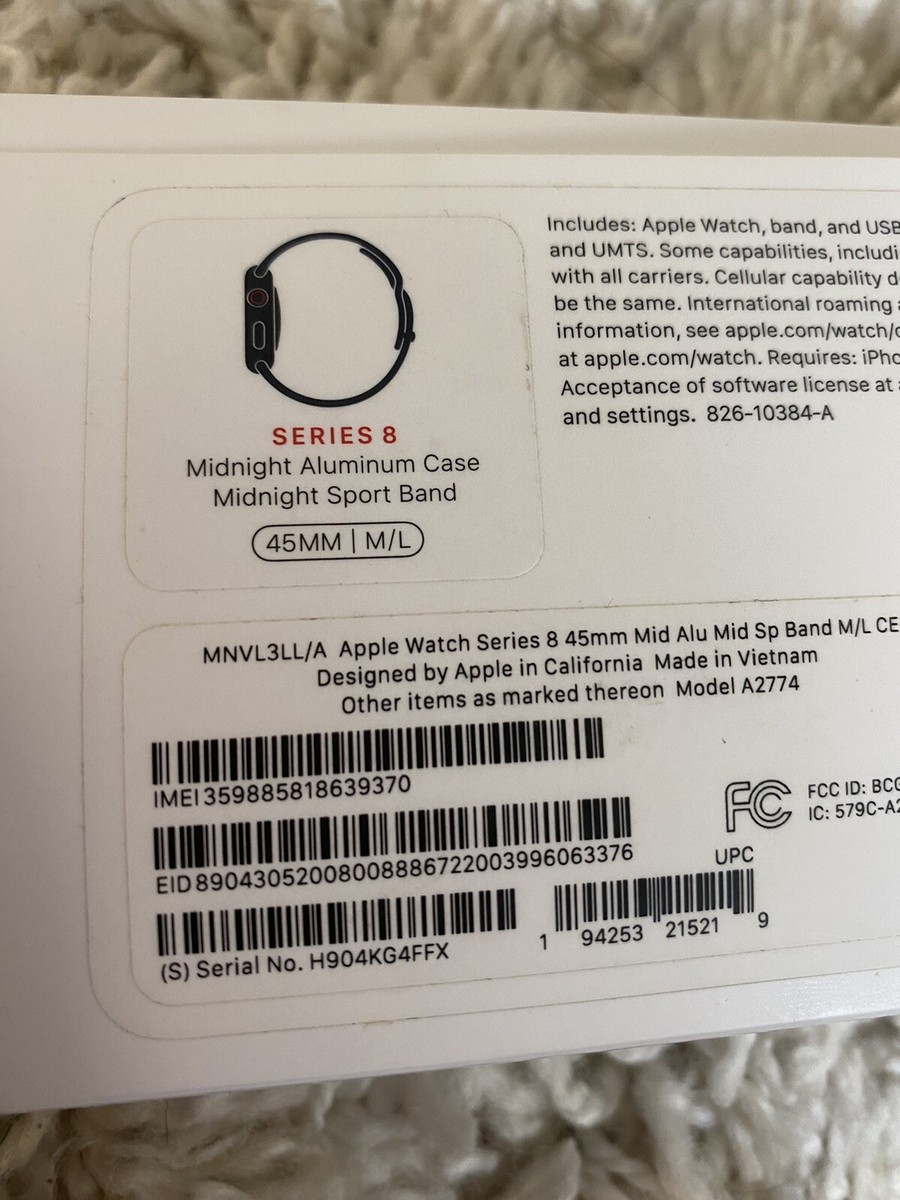 SERIES 8
Midnight Aluminum Case
Midnight Sport Band
45MM | M/L
Includes: Apple Watch, band, and USB
and UMTS. Some capabilities, includi
with all carriers. Cellular capability d
be the same. International roaming
information, see apple.com/watch/c
at apple.com/watch. Requires: iPho
Acceptance of software license at
and settings. 826-10384-A
MNVL3LL/A Apple Watch Series 8 45mm Mid Alu Mid Sp Band M/L CE
Designed by Apple in California Made in Vietnam
Other items as marked thereon Model A2774
IMEI 359885818639370
EID 89043052008008886722003996063376
(S) Serial No. H904KG4FFX
FC
FCC ID: BCG
IC: 579C-A2
UPC
1 94253 21521 9